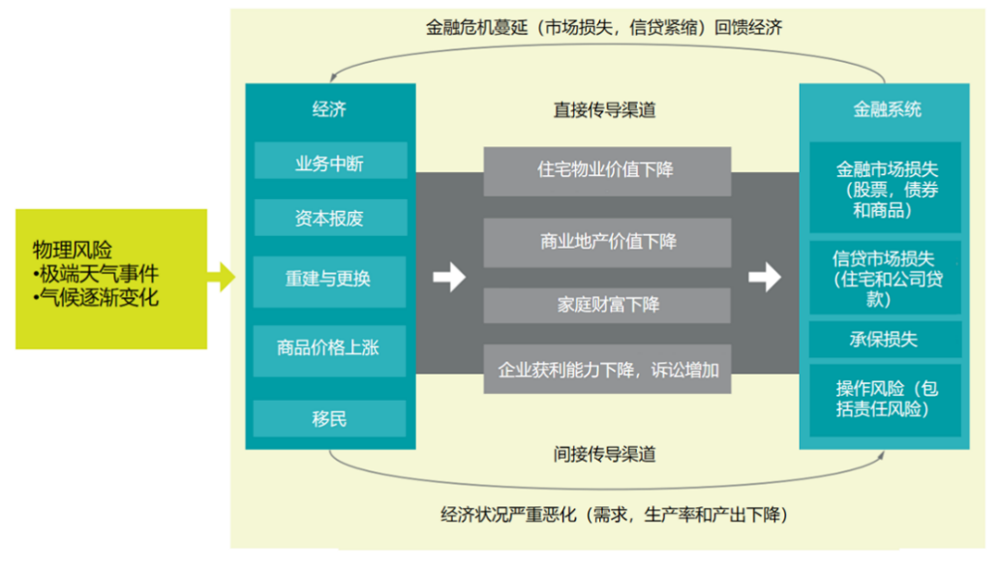 金融危机蔓延（市场损失，信贷紧缩）回馈经济
物理风险
•极端天气事件
•气候逐渐变化
经济
业务中断
资本报废
重建与更换
商品价格上涨
移民
直接传导渠道
住宅物业价值下降
商业地产价值下降
家庭财富下降
企业获利能力下降，诉讼增加
间接传导渠道
金融系统
金融市场损失
（股票，债券
和商品）
信贷市场损失
（住宅和公司贷
款）
承保损失
操作风险（包
括责任风险）
经济状况严重恶化（需求，生产率和产出下降）